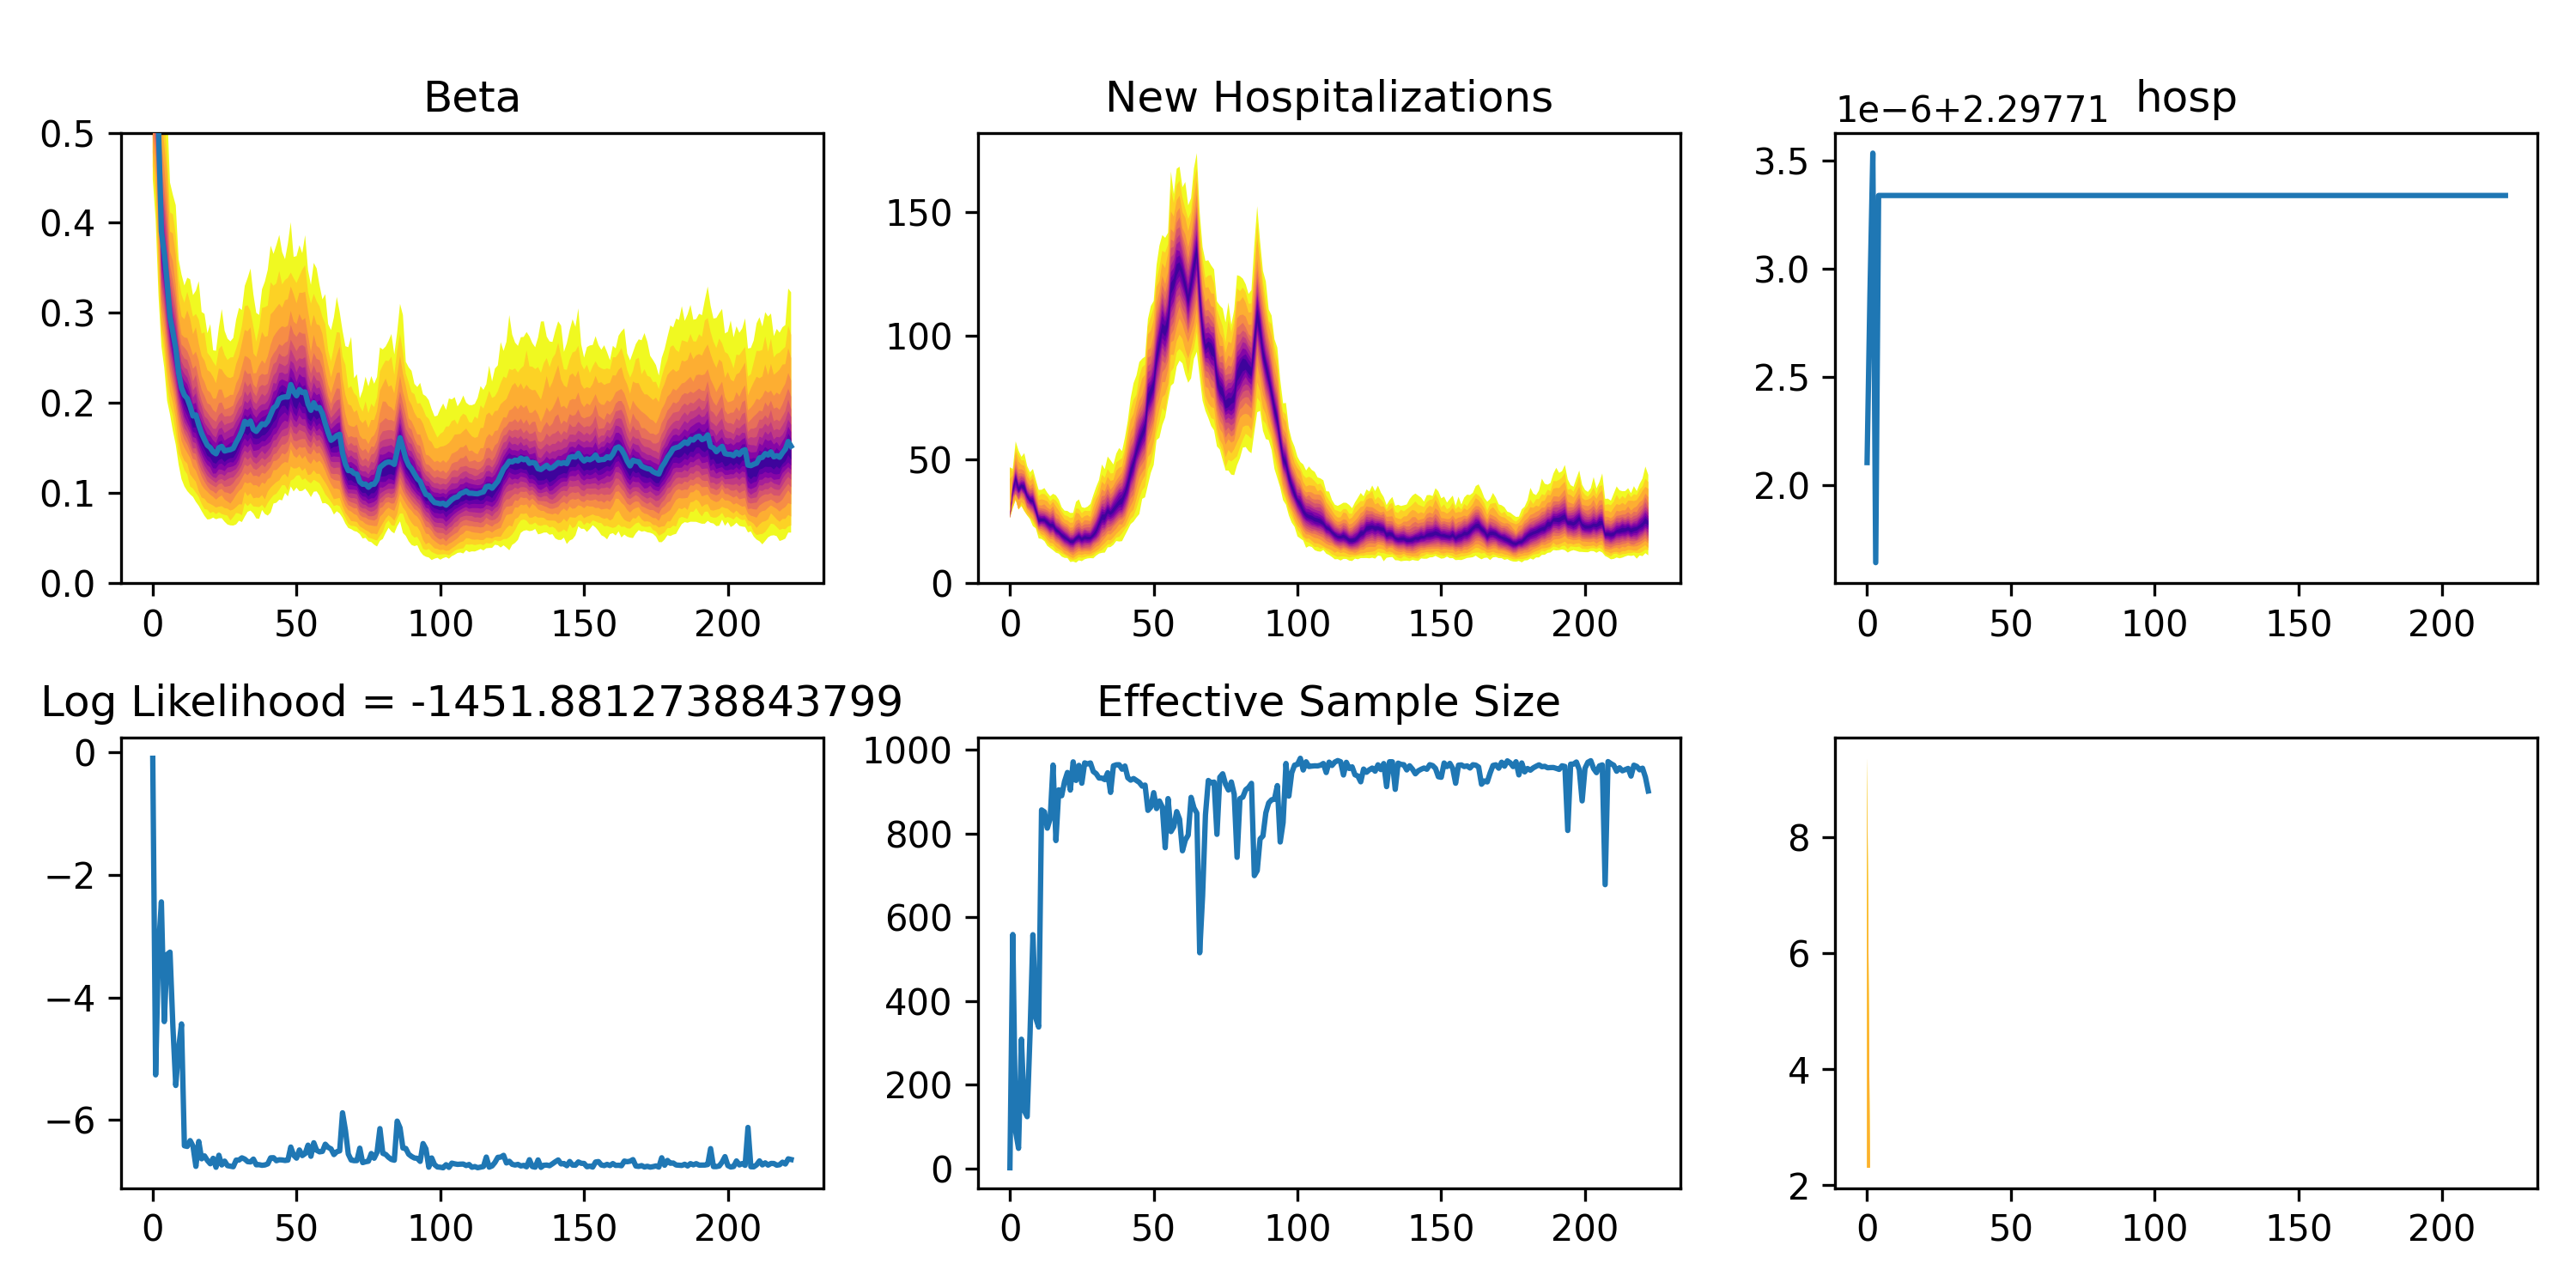 Beta
0.5
0.4
0.3
0.2
0.1
0.0
0 50 100 150 200
New Hospitalizations
150
100
50
0
0 50 100 150 200
1e−6+2.29771 hosp
3.5
3.0
2.5
2.0
0 50 100 150 200
Log Likelihood = -1451.8812738843799
0
−2
−4
−6
0 50 100 150 200
Effective Sample Size
1000
800
600
400
200
0
0 50 100 150 200
8
6
4
2
0 50 100 150 200